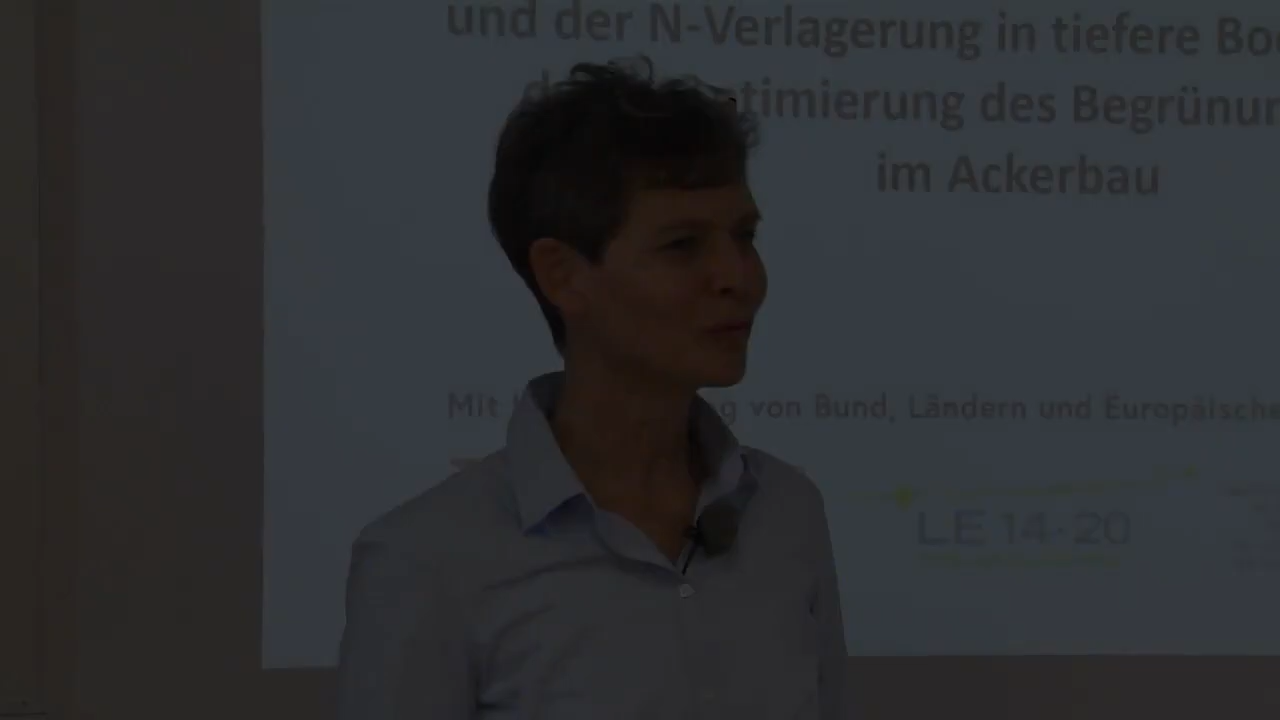 und der N-Verlagerung in tiefere Bo
timierung des Begrünun
im Ackerbau
Mit
g von Bund, Ländern und Europäische
LE 14-20